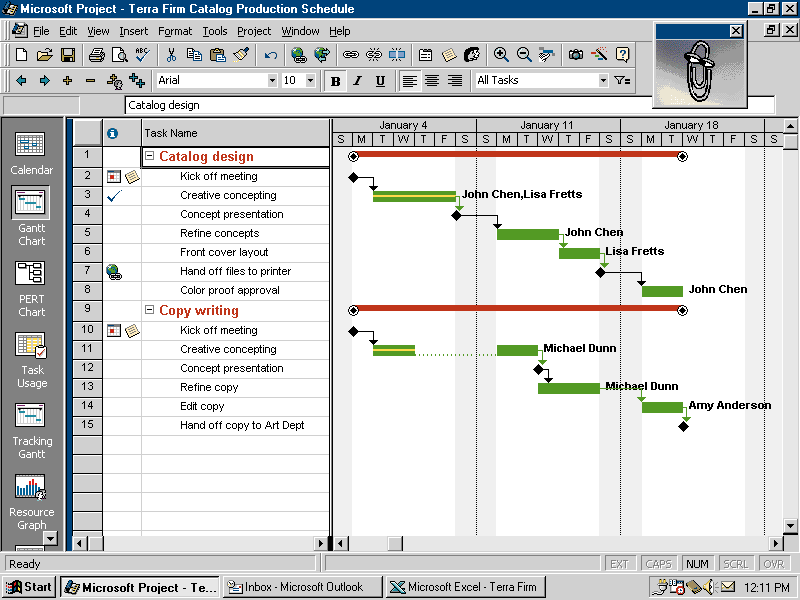 Microsoft Project - Terra Firm Catalog Production Schedule
File Edit View Insert Format Tools Project Window Help
Arial 10 B I U All Tasks
Catalog design
Task Name January 4 January 11 January 18
S M T W T F S S M T W T F S S M T W T F S S
1 Catalog design
2 Kick off meeting
3 Creative concepting John Chen,Lisa Fretts
4 Concept presentation
5 Refine concepts John Chen
6 Front cover layout Lisa Fretts
7 Hand off files to printer
8 Color proof approval John Chen
9 Copy writing
10 Kick off meeting
11 Creative concepting Michael Dunn
12 Concept presentation
13 Refine copy Michael Dunn
14 Edit copy Amy Anderson
15 Hand off copy to Art Dept
Calendar
Gantt
Chart
PERT
Chart
Task
Usage
Tracking
Gantt
Resource
Graph
Ready EXT CAPS NUM SCRL OVR
Start Microsoft Project - Te... Inbox - Microsoft Outlook Microsoft Excel - Terra Firm 12:11 PM